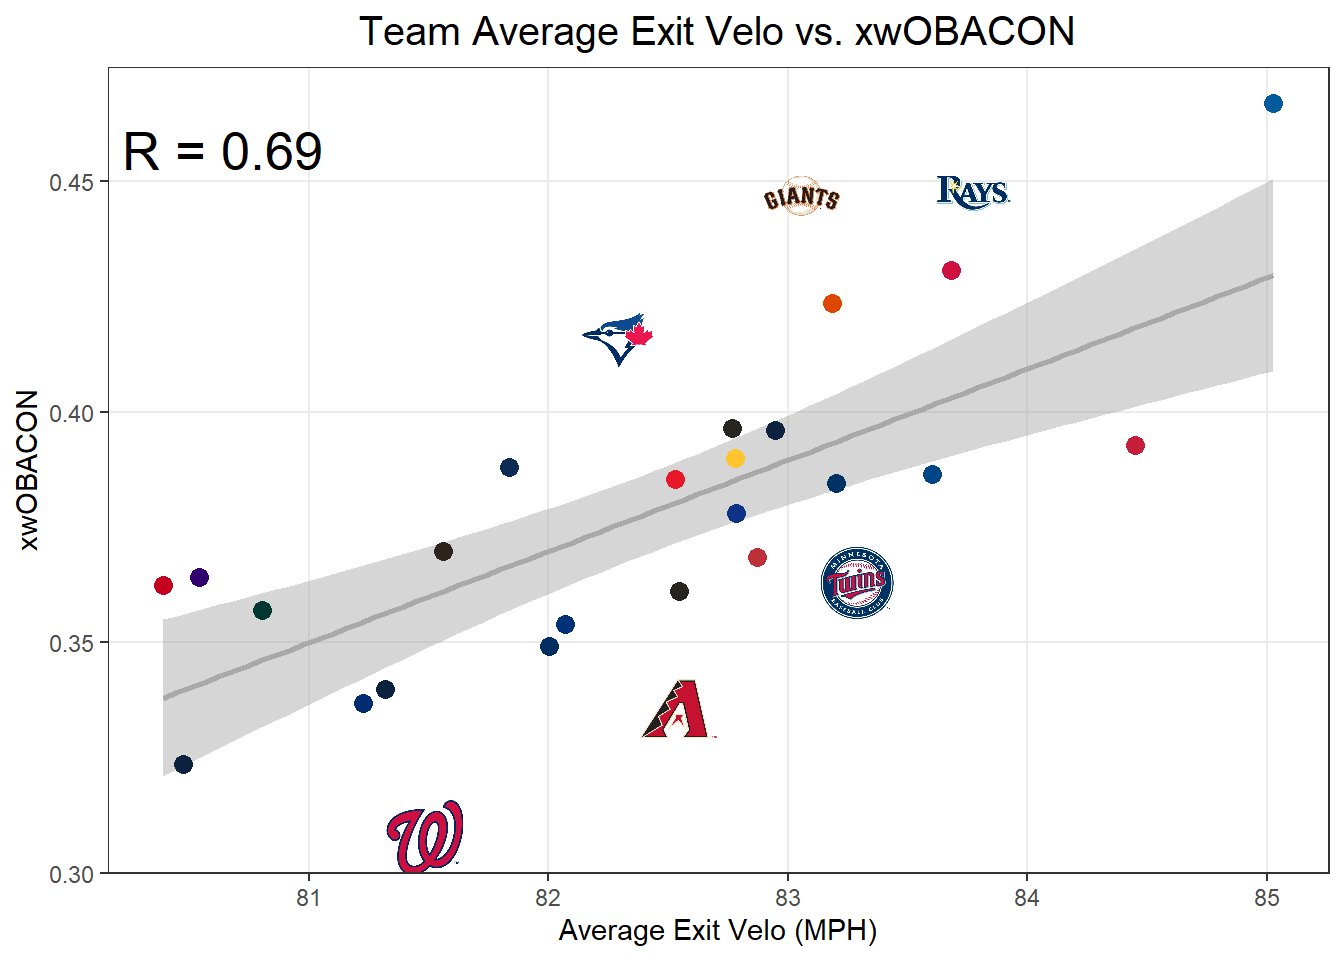 Team Average Exit Velo vs. xwOBACON
R = 0.69
GIANTS
RAYS
MINNESOTA
Twins
BASEBALL CLUB
W
A
xwOBACON
0.45
0.40
0.35
0.30
81
82
83
84
85
Average Exit Velo (MPH)